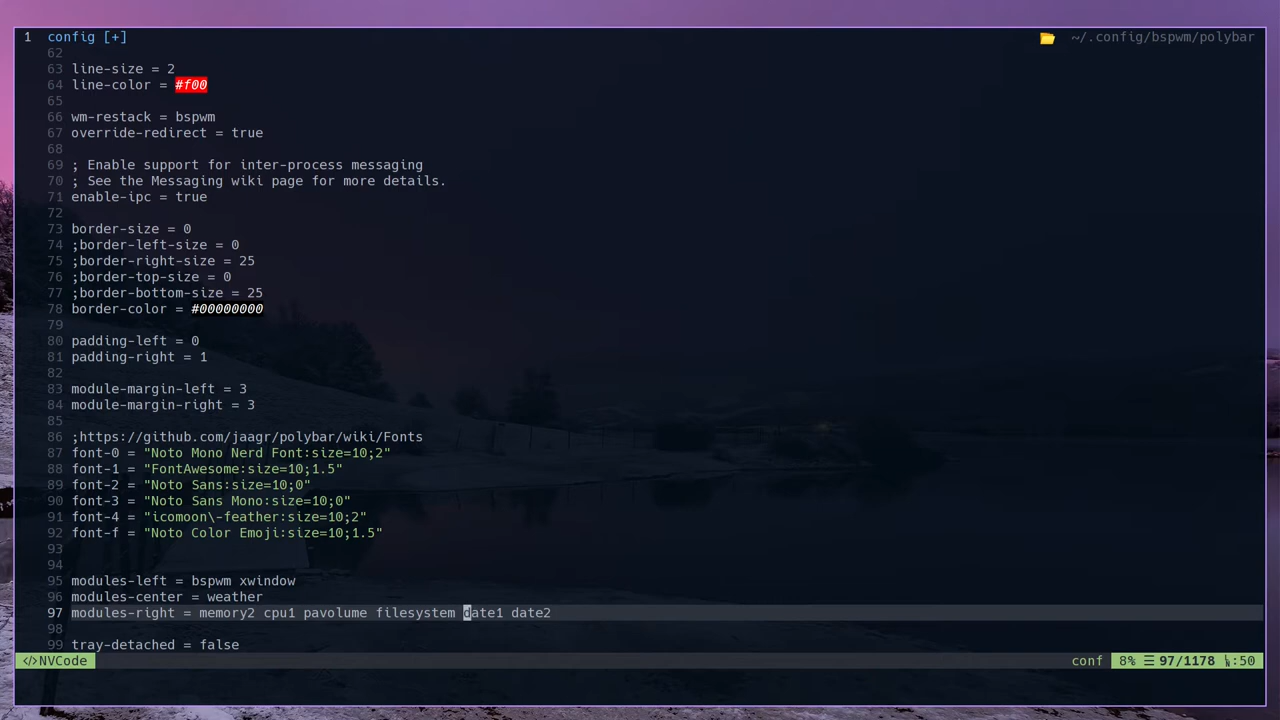 1 config [+] ~/.config/bspwm/polybar
62
63 line-size = 2
64 line-color = #f00
65
66 wm-restack = bspwm
67 override-redirect = true
68
69 ; Enable support for inter-process messaging
70 ; See the Messaging wiki page for more details.
71 enable-ipc = true
72
73 border-size = 0
74 ;border-left-size = 0
75 ;border-right-size = 25
76 ;border-top-size = 0
77 ;border-bottom-size = 25
78 border-color = #00000000
79
80 padding-left = 0
81 padding-right = 1
82
83 module-margin-left = 3
84 module-margin-right = 3
85
86 ;https://github.com/jaagr/polybar/wiki/Fonts
87 font-0 = "Noto Mono Nerd Font:size=10;2"
88 font-1 = "FontAwesome:size=10;1.5"
89 font-2 = "Noto Sans:size=10;0"
90 font-3 = "Noto Sans Mono:size=10;0"
91 font-4 = "icomoon\-feather:size=10;2"
92 font-f = "Noto Color Emoji:size=10;1.5"
93
94
95 modules-left = bspwm xwindow
96 modules-center = weather
97 modules-right = memory2 cpu1 pavolume filesystem date1 date2
98
99 tray-detached = false
</>NVCode conf 8% ☰ 97/1178 :50